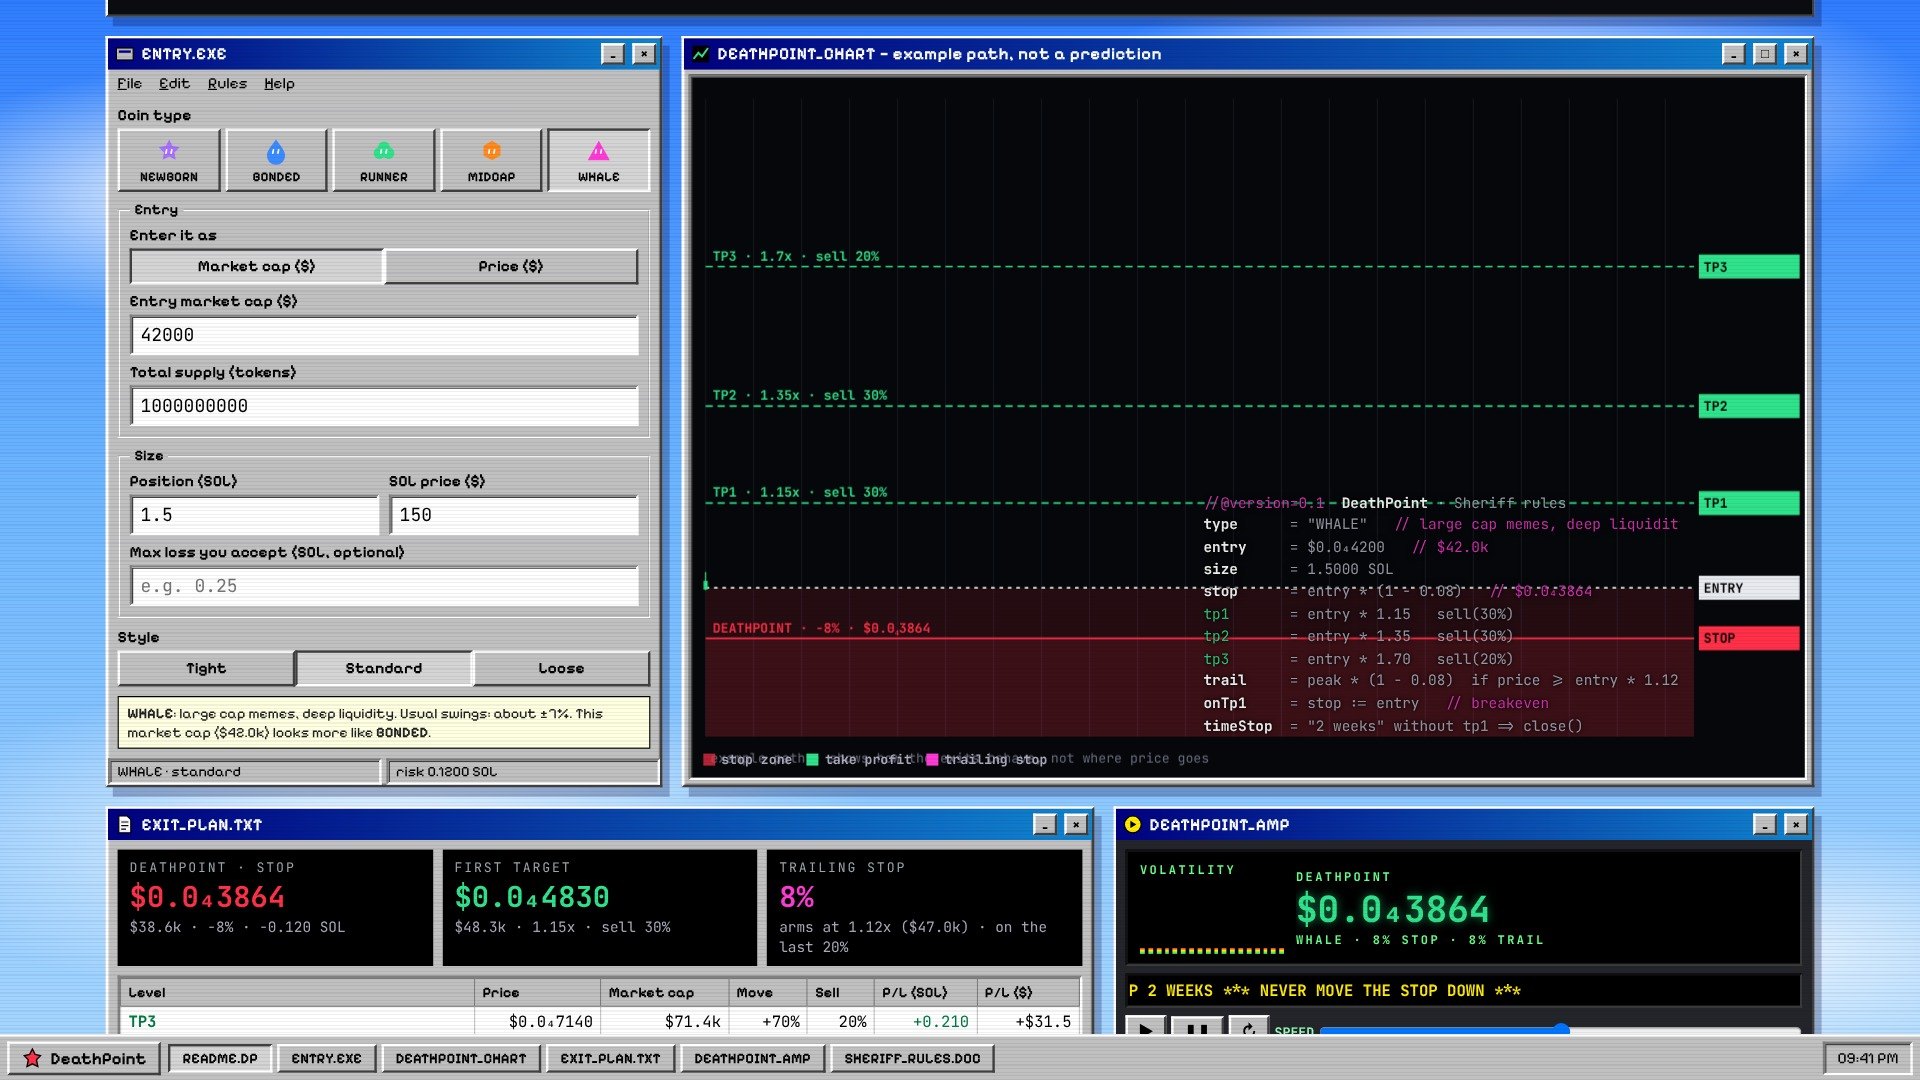 ENTRY.EXE
File Edit Rules Help
Coin type
NEWBORN BONDED RUNNER MIDCAP WHALE
Entry
Enter it as
Market cap ($) Price ($)
Entry market cap ($)
42000
Total supply (tokens)
1000000000
Size
Position (SOL) SOL price ($)
1.5 150
Max loss you accept (SOL, optional)
e.g. 0.25
Style
Tight Standard Loose
WHALE: large cap memes, deep liquidity. Usual swings: about ±7%. This
market cap ($42.0k) looks more like BONDED.
WHALE · standard risk 0.1200 SOL
DEATHPOINT_CHART - example path, not a prediction
TP3 · 1.7x · sell 20% TP3
TP2 · 1.35x · sell 30% TP2
TP1 · 1.15x · sell 30% TP1
//@version=0.1 DeathPoint · Sheriff rules
type = "WHALE" // large cap memes, deep liquidit
entry = $0.0₄4200 // $42.0k
size = 1.5000 SOL
ENTRY
stop = entry * (1 - 0.08) // $0.0₄3864
tp1 = entry * 1.15 sell(30%)
DEATHPOINT · -8% · $0.0₄3864 STOP
tp2 = entry * 1.35 sell(30%)
tp3 = entry * 1.70 sell(20%)
trail = peak * (1 - 0.08) if price ⩾ entry * 1.12
onTp1 = stop := entry // breakeven
timeStop = "2 weeks" without tp1 => close()
stop zone take profit trailing stop
example path · shows how the exits behave, not where price goes
EXIT_PLAN.TXT
DEATHPOINT · STOP
$0.0₄3864
$38.6k · -8% · -0.120 SOL
FIRST TARGET
$0.0₄4830
$48.3k · 1.15x · sell 30%
TRAILING STOP
8%
arms at 1.12x ($47.0k) · on the
last 20%
Level Price Market cap Move Sell P/L (SOL) P/L ($)
TP3 $0.0₄7140 $71.4k +70% 20% +0.210 +$31.5
DEATHPOINT_AMP
VOLATILITY
DEATHPOINT
$0.0₄3864
WHALE · 8% STOP · 8% TRAIL
P 2 WEEKS *** NEVER MOVE THE STOP DOWN ***
SPEED
DeathPoint README.DP ENTRY.EXE DEATHPOINT_CHART EXIT_PLAN.TXT DEATHPOINT_AMP SHERIFF_RULES.DOC 09:41 PM